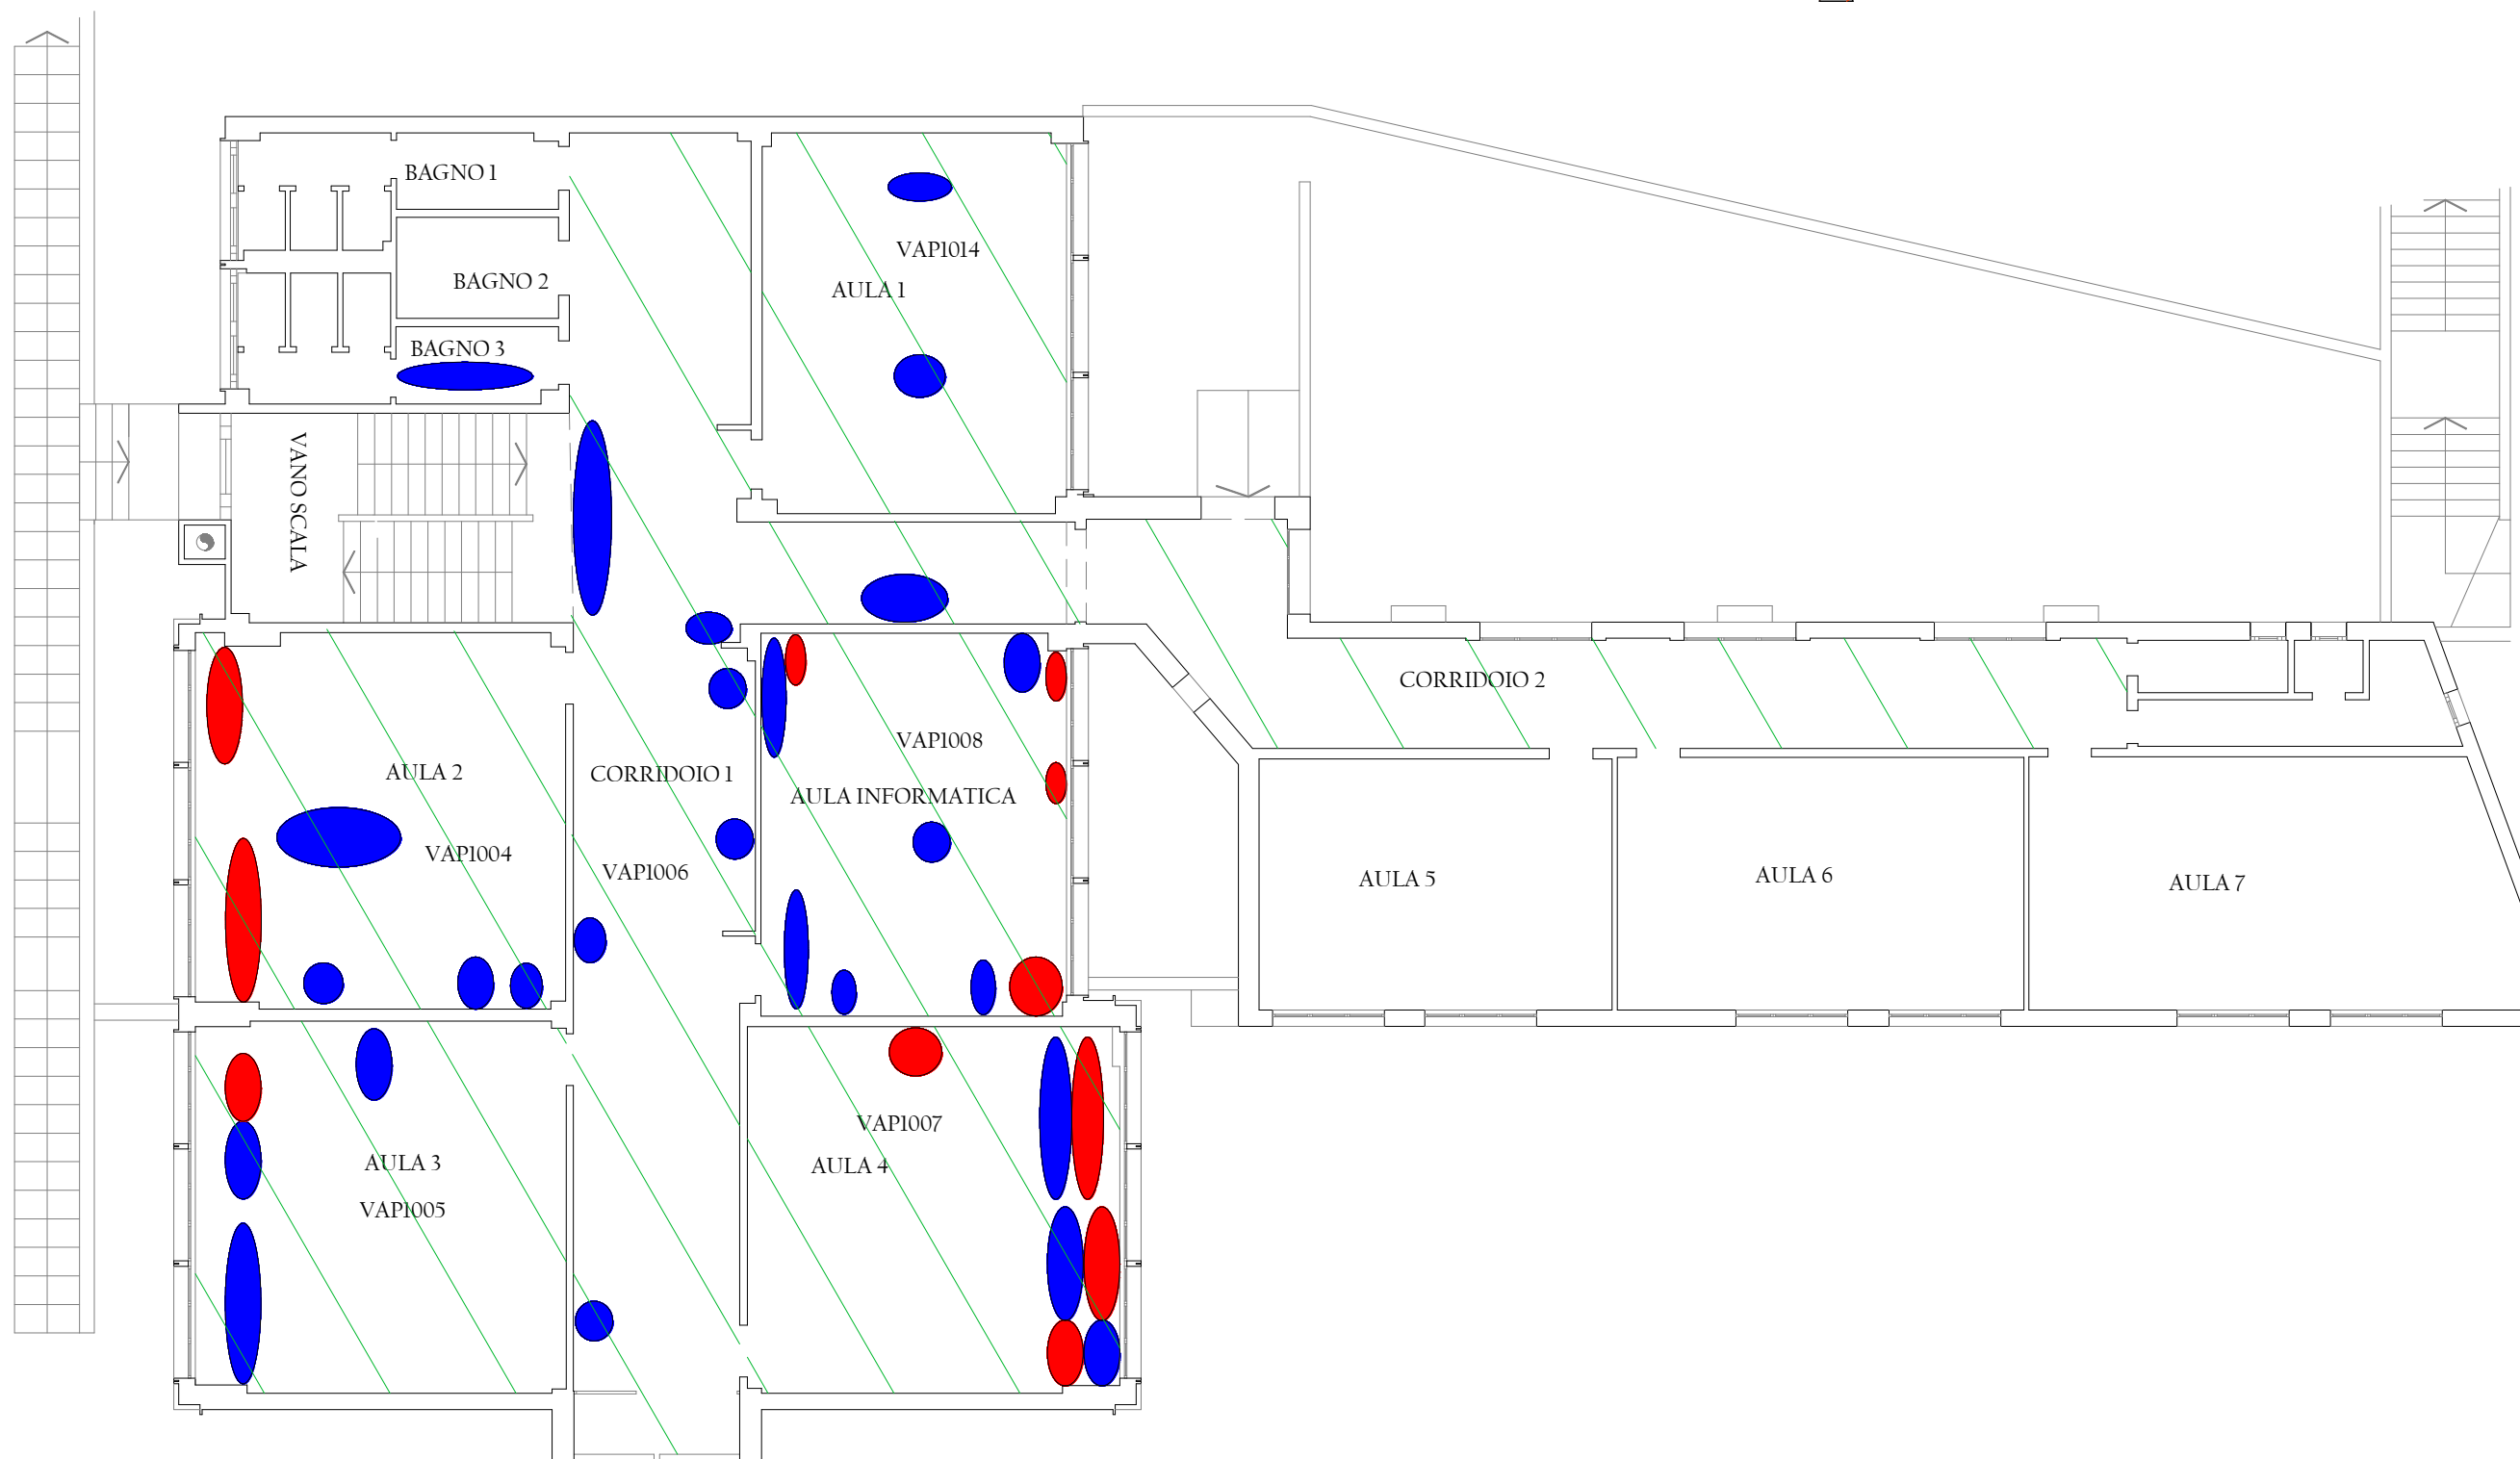 BAGNO 1
VAP1014
BAGNO 2
AULA 1
BAGNO 3
VANO SCALA
CORRIDOIO 2
VAP1008
AULA 2
CORRIDOIO 1
AULA INFORMATICA
VAP1004
VAP1006
AULA 5
AULA 6
AULA 7
VAP1007
AULA 3
AULA 4
VAP1005